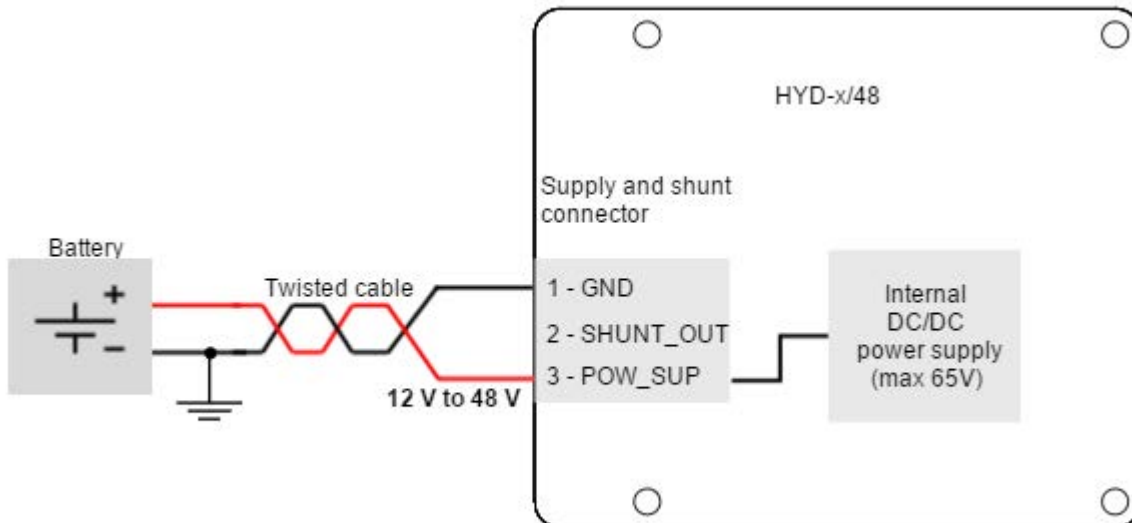 HYD-x/48
Supply and shunt
connector
Battery
+
−
Twisted cable
12 V to 48 V
1 - GND
2 - SHUNT_OUT
3 - POW_SUP
Internal
DC/DC
power supply
(max 65V)